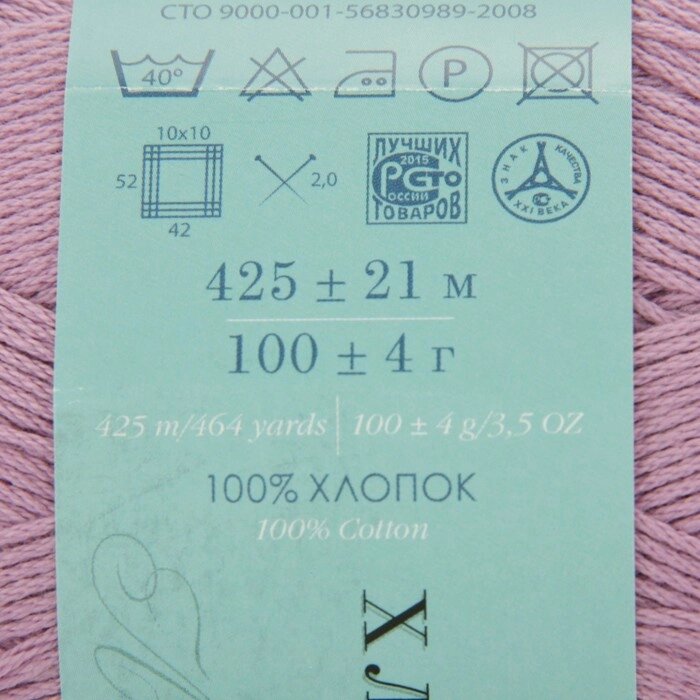 СТО 9000-001-56830989-2008
40° P
10x10
52
42
2,0
ЛУЧШИХ
2015
РСТО
РОССИИ
ТОВАРОВ
ЗНАК КАЧЕСТВА
XXI ВЕКА
425 ± 21 м
100 ± 4 г
425 m/464 yards | 100 ± 4 g/3,5 OZ
100% ХЛОПОК
100% Cotton
Х